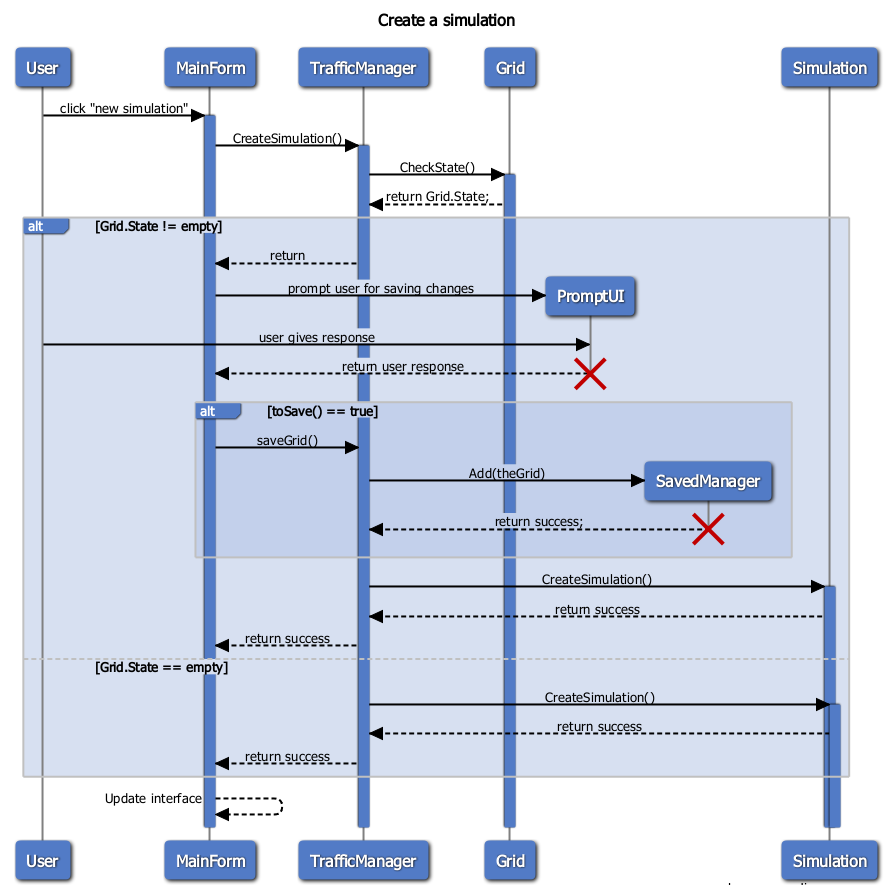 Create a simulation
User MainForm TrafficManager Grid Simulation
click "new simulation"
CreateSimulation()
CheckState()
return Grid.State;
alt [Grid.State != empty]
return
prompt user for saving changes PromptUI
user gives response
return user response
alt [toSave() == true]
saveGrid()
Add(theGrid) SavedManager
return success;
CreateSimulation()
return success
return success
[Grid.State == empty]
CreateSimulation()
return success
return success
Update interface
User MainForm TrafficManager Grid Simulation